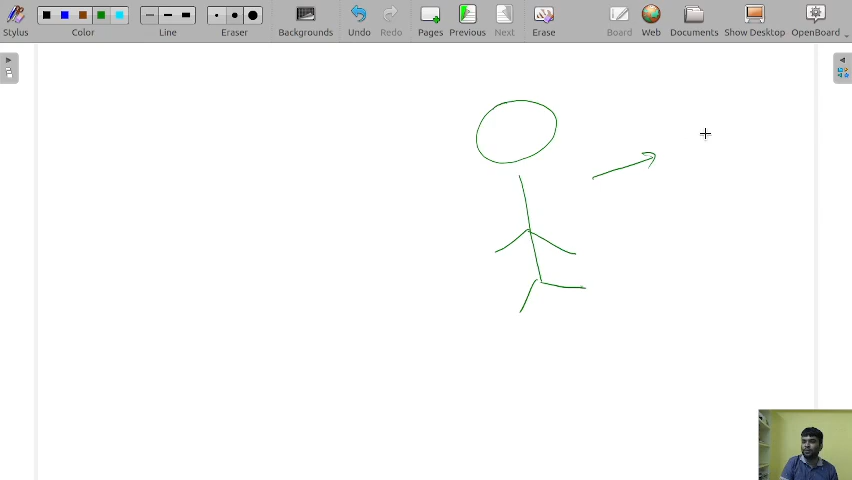 Stylus Color Line Eraser Backgrounds Undo Redo Pages Previous Next Erase Board Web Documents Show Desktop OpenBoard